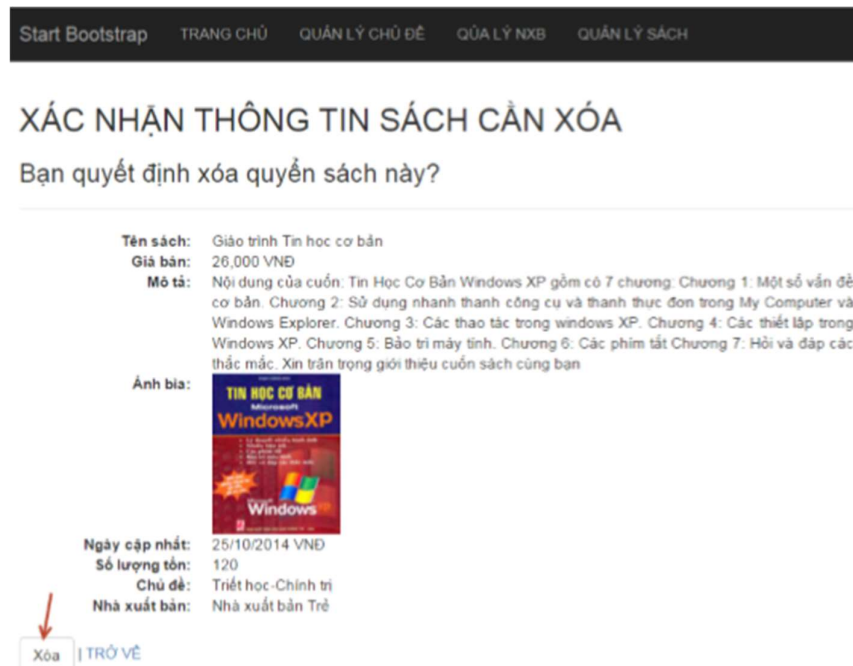 Start Bootstrap TRANG CHỦ QUẢN LÝ CHỦ ĐỀ QỦA LÝ NXB QUẢN LÝ SÁCH
XÁC NHẬN THÔNG TIN SÁCH CẦN XÓA
Bạn quyết định xóa quyển sách này?
Tên sách: Giáo trình Tin học cơ bản
Giá bán: 26,000 VNĐ
Mô tả: Nội dung của cuốn: Tin Học Cơ Bản Windows XP gồm có 7 chương: Chương 1: Một số vấn đề
cơ bản. Chương 2: Sử dụng nhanh thanh công cụ và thanh thực đơn trong My Computer và
Windows Explorer. Chương 3: Các thao tác trong windows XP. Chương 4: Các thiết lập trong
Windows XP. Chương 5: Bảo trì máy tính. Chương 6: Các phím tắt Chương 7: Hỏi và đáp các
thắc mắc. Xin trân trọng giới thiệu cuốn sách cùng bạn
Ảnh bìa:
TIN HỌC CƠ BẢN
Microsoft
WindowsXP
Microsoft
Windows xp
Ngày cập nhất: 25/10/2014 VNĐ
Số lượng tồn: 120
Chủ đề: Triết học-Chính trị
Nhà xuất bản: Nhà xuất bản Trẻ
Xóa | TRỞ VỀ